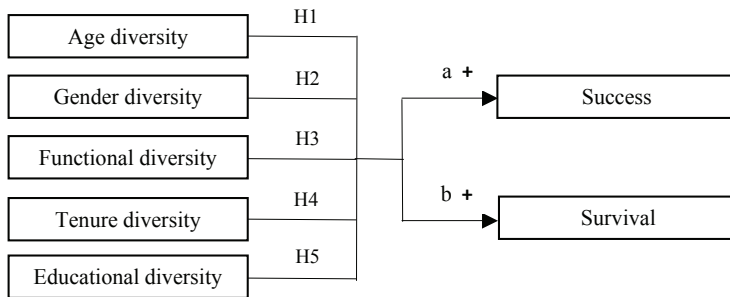 H1
Age diversity
H2
a +
Gender diversity
Success
H3
Functional diversity
H4
b +
Tenure diversity
Survival
H5
Educational diversity